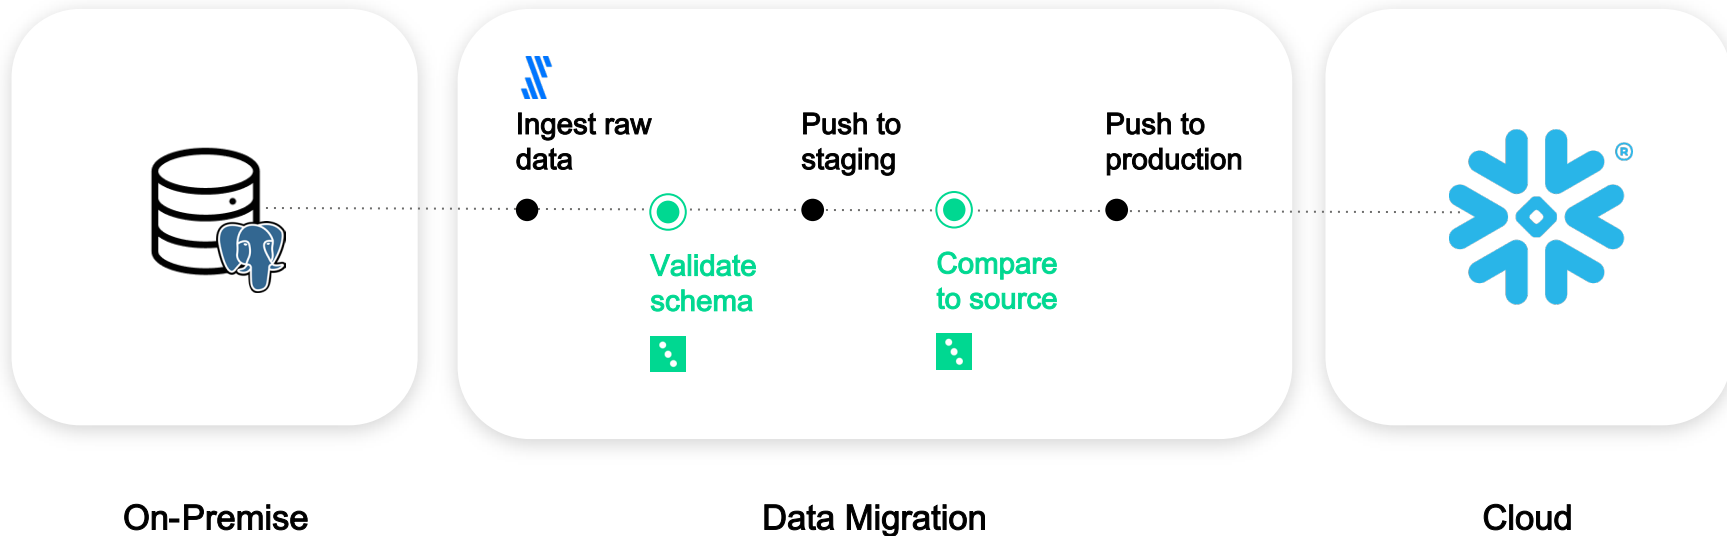 Ingest raw
data
Push to
staging
Push to
production
Validate
schema
Compare
to source
®
On-Premise
Data Migration
Cloud